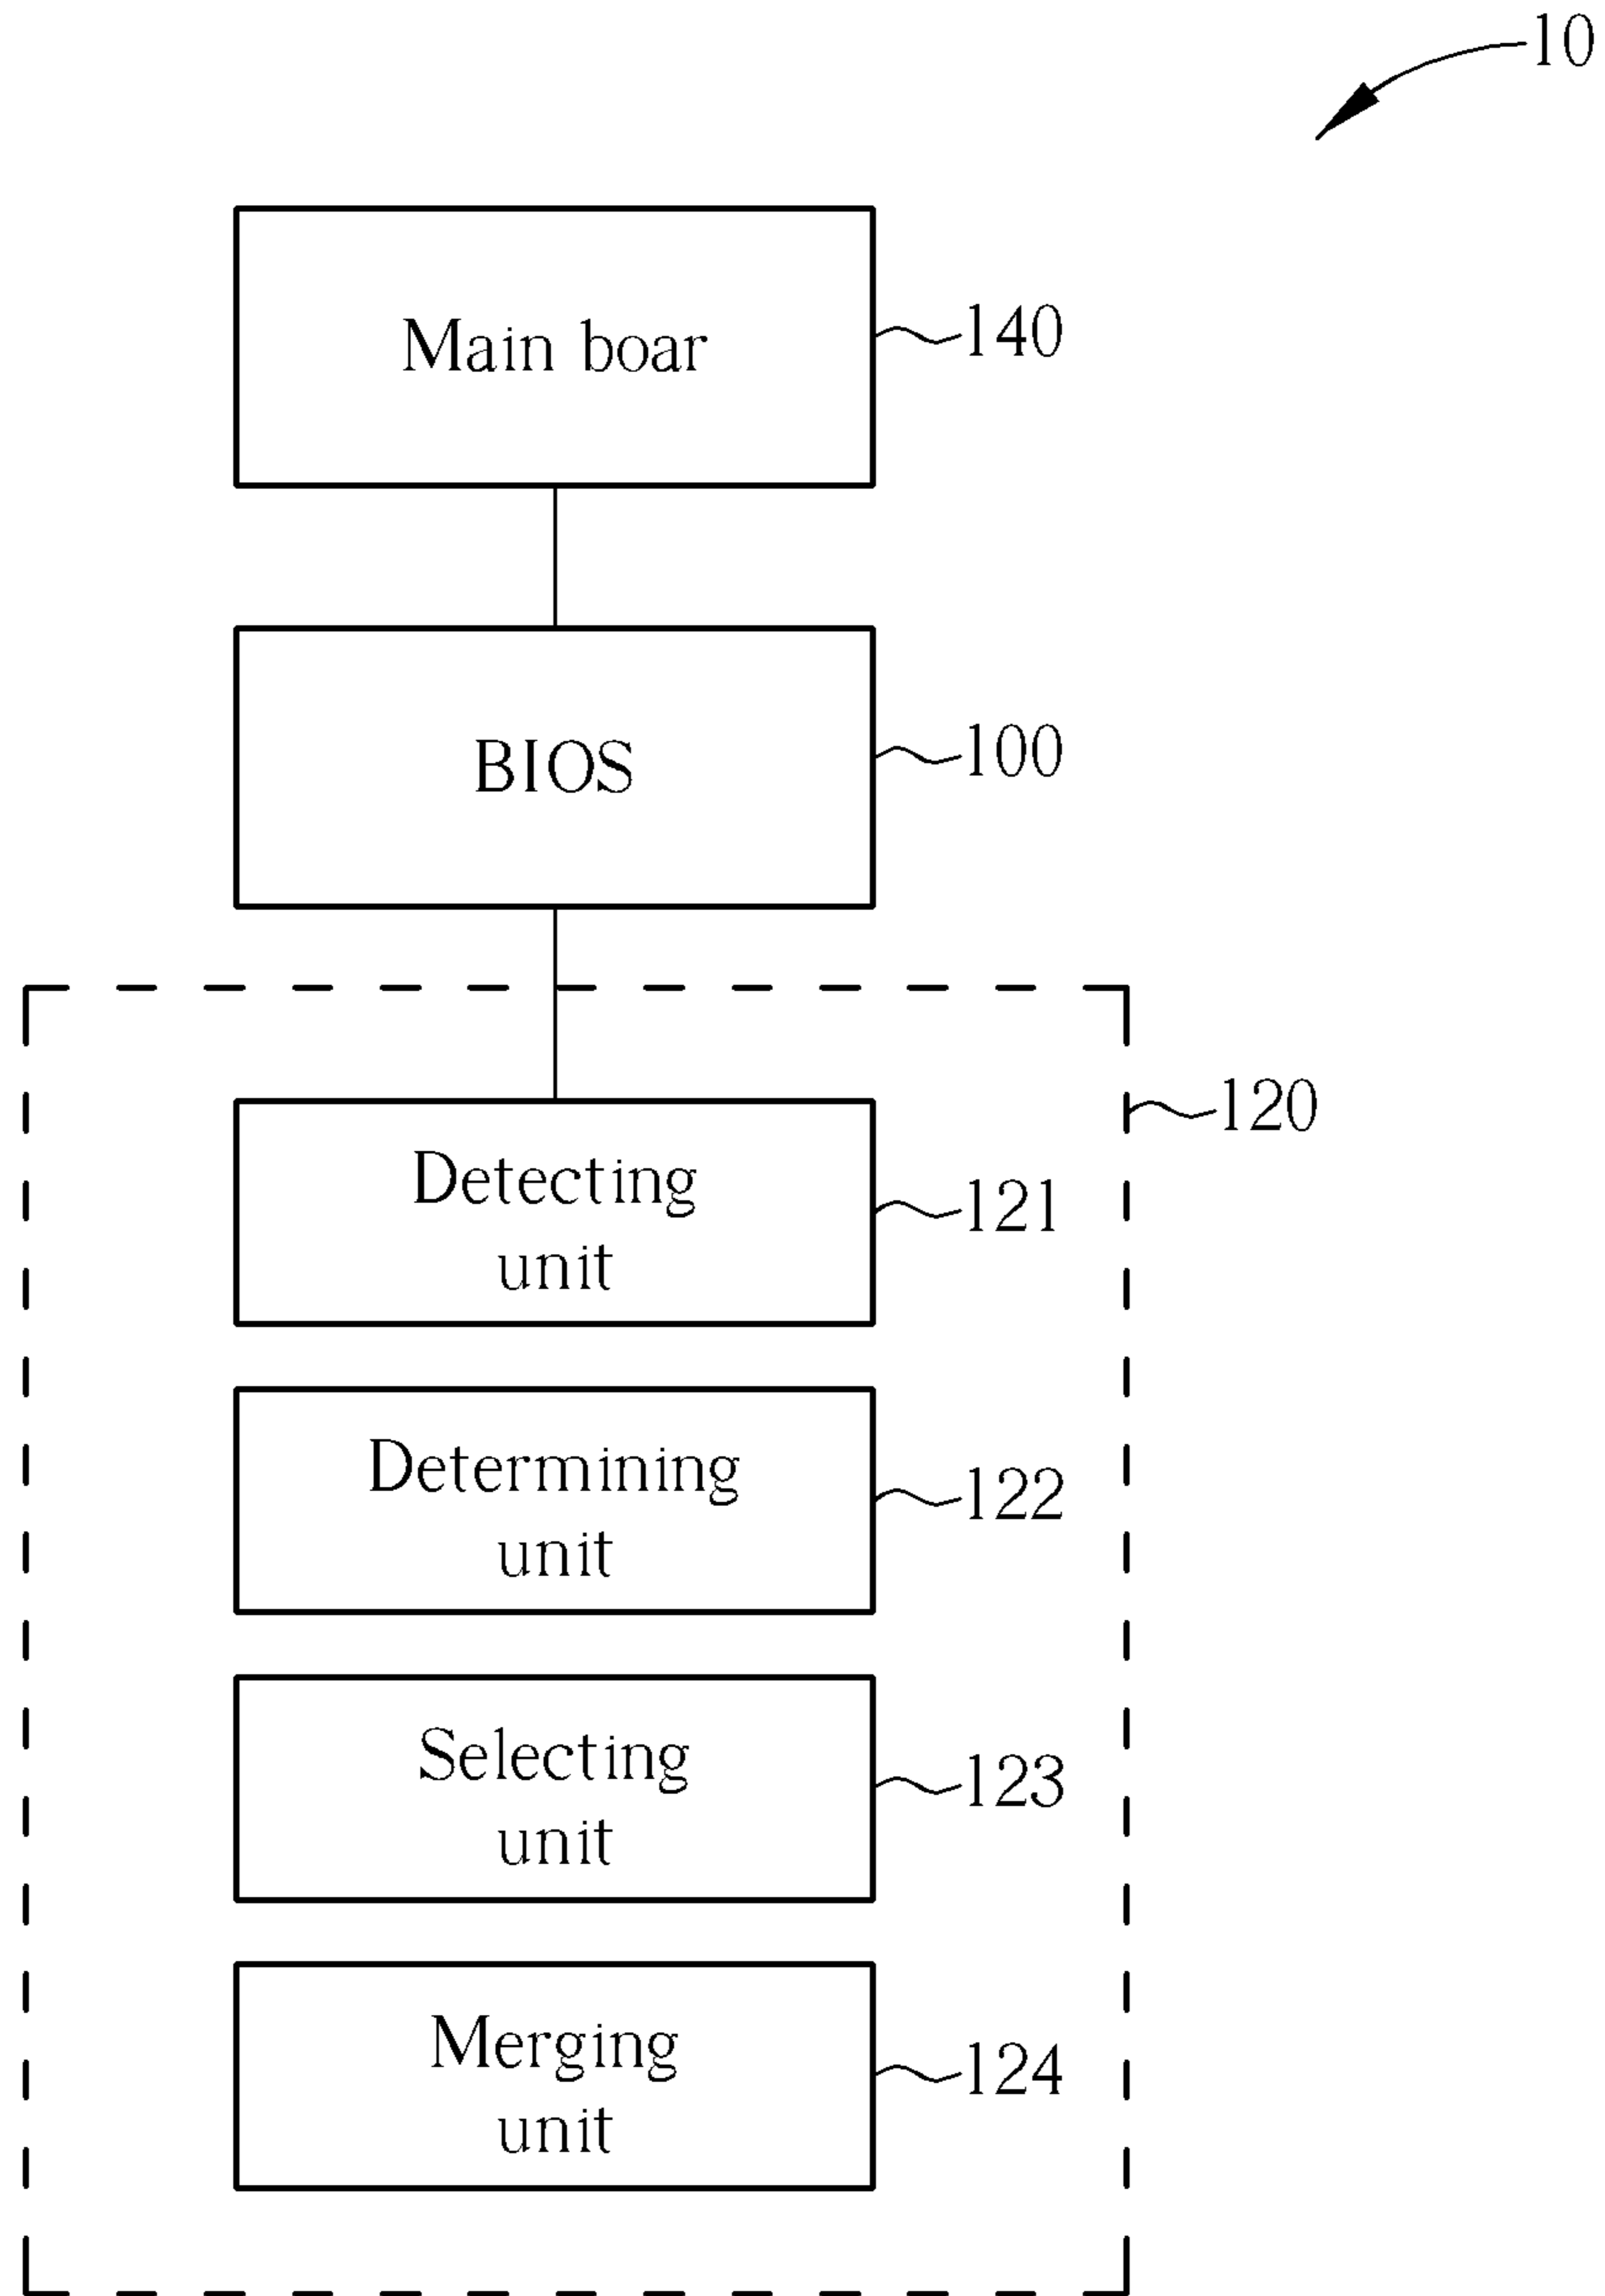 10
Main boar
140
BIOS
100
120
Detecting
unit
121
Determining
unit
122
Selecting
unit
123
Merging
unit
124